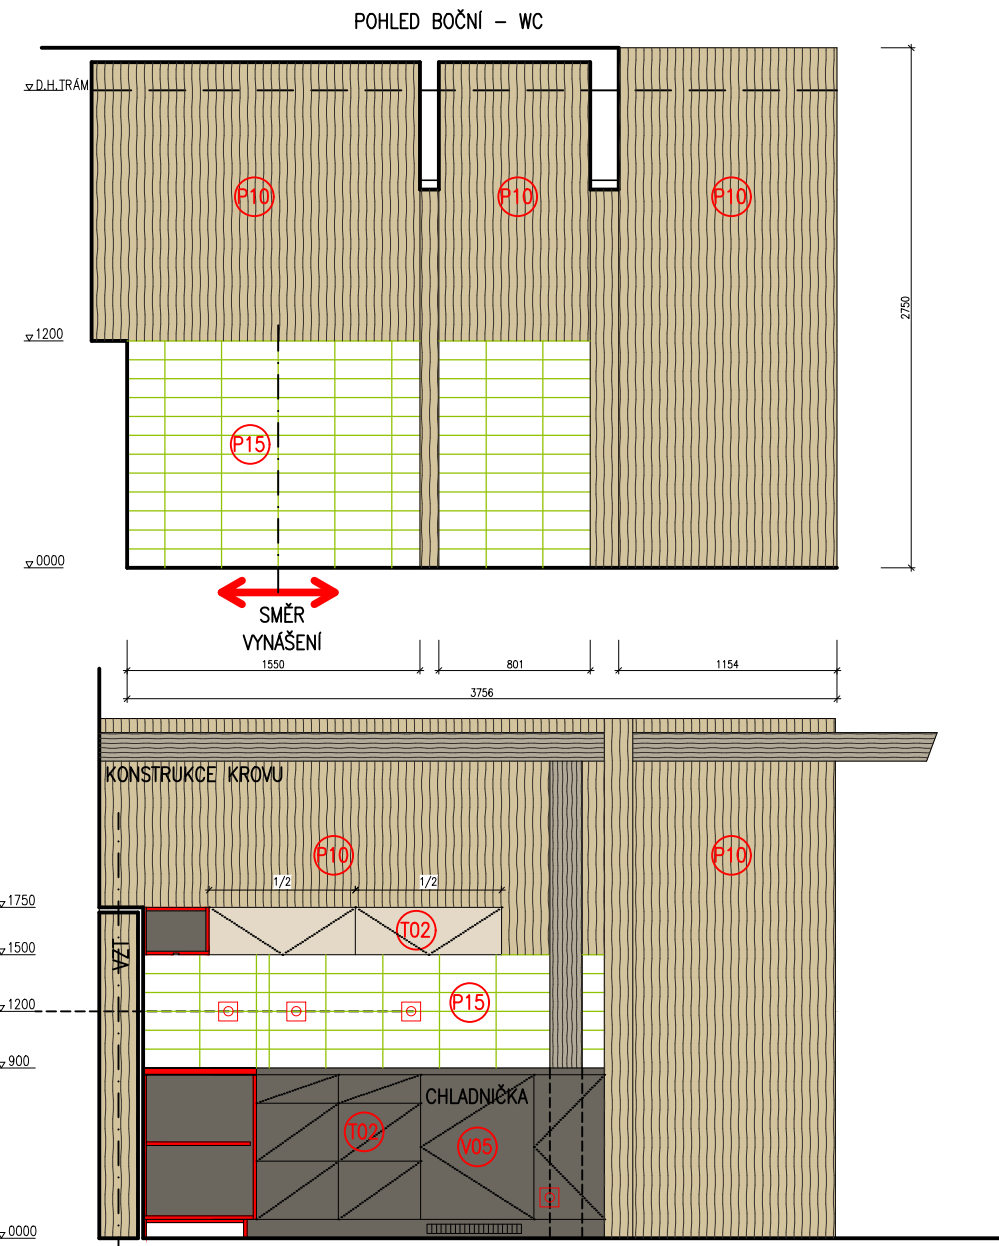 POHLED BOČNÍ – WC
D.H.TRÁM
P10 P10 P10
2750
1200
P15
0000
SMĚR
VYNÁŠENÍ
1550 801 1154
3756
KONSTRUKCE KROVU
P10 P10
1/2 1/2
1750
T02
VZT
1500
P15
1200
900
CHLADNIČKA
T02 V05
0000